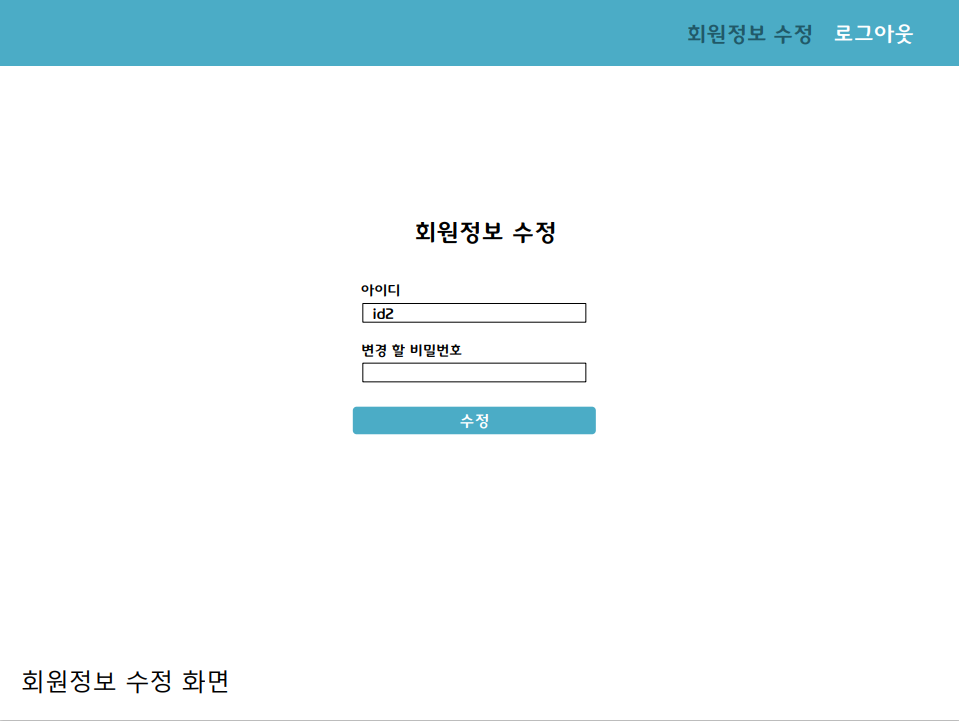 회원정보 수정 로그아웃
회원정보 수정
아이디
id2
변경 할 비밀번호
수정
회원정보 수정 화면